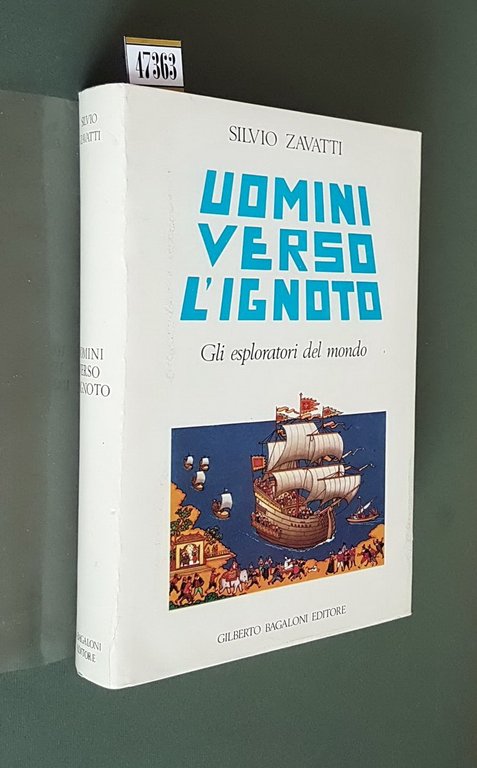 47363
SILVIO ZAVATTI
UOMINI
VERSO
L'IGNOTO
Gli esploratori del mondo
GILBERTO BAGALONI EDITORE
SILVIO
ZAVATTI
UOMINI
VERSO
L'IGNOTO
BAGALONI
EDITORE